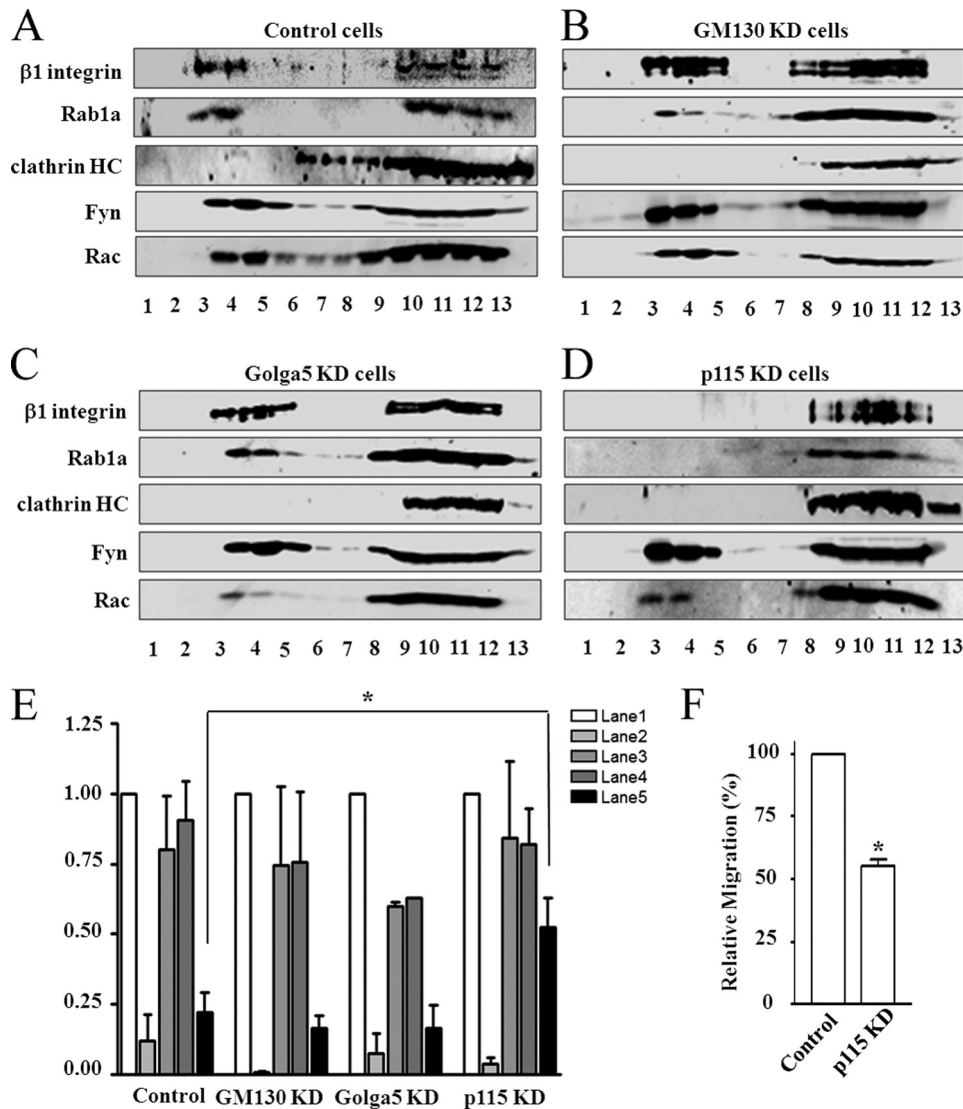 A
Control cells
β1 integrin
Rab1a
clathrin HC
Fyn
Rac
1 2 3 4 5 6 7 8 9 10 11 12 13
B
GM130 KD cells
1 2 3 4 5 6 7 8 9 10 11 12 13
C
Golga5 KD cells
β1 integrin
Rab1a
clathrin HC
Fyn
Rac
1 2 3 4 5 6 7 8 9 10 11 12 13
D
p115 KD cells
1 2 3 4 5 6 7 8 9 10 11 12 13
E
*
1.25
1.00
0.75
0.50
0.25
0.00
Control GM130 KD Golga5 KD p115 KD
Lane1
Lane2
Lane3
Lane4
Lane5
F
Relative Migration (%)
100
75
50
25
0
*
Control
p115 KD